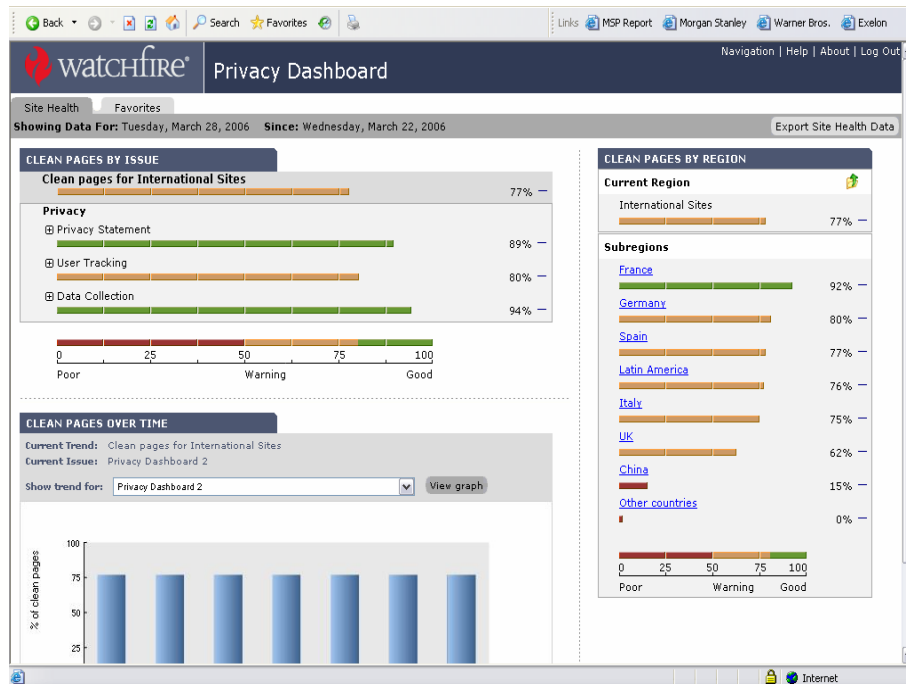 Back Search Favorites Links MSP Report Morgan Stanley Warner Bros. Exelon
watchfire® Privacy Dashboard
Navigation | Help | About | Log Out
Site Health Favorites
Showing Data For: Tuesday, March 28, 2006 Since: Wednesday, March 22, 2006 Export Site Health Data
CLEAN PAGES BY ISSUE
Clean pages for International Sites
77%
Privacy
Privacy Statement
89%
User Tracking
80%
Data Collection
94%
0 25 50 75 100
Poor Warning Good
CLEAN PAGES OVER TIME
Current Trend: Clean pages for International Sites
Current Issue: Privacy Dashboard 2
Show trend for: Privacy Dashboard 2 View graph
% of clean pages
100
75
50
25
CLEAN PAGES BY REGION
Current Region
International Sites
77%
Subregions
France
92%
Germany
80%
Spain
77%
Latin America
76%
Italy
75%
UK
62%
China
15%
Other countries
0%
0 25 50 75 100
Poor Warning Good
Internet